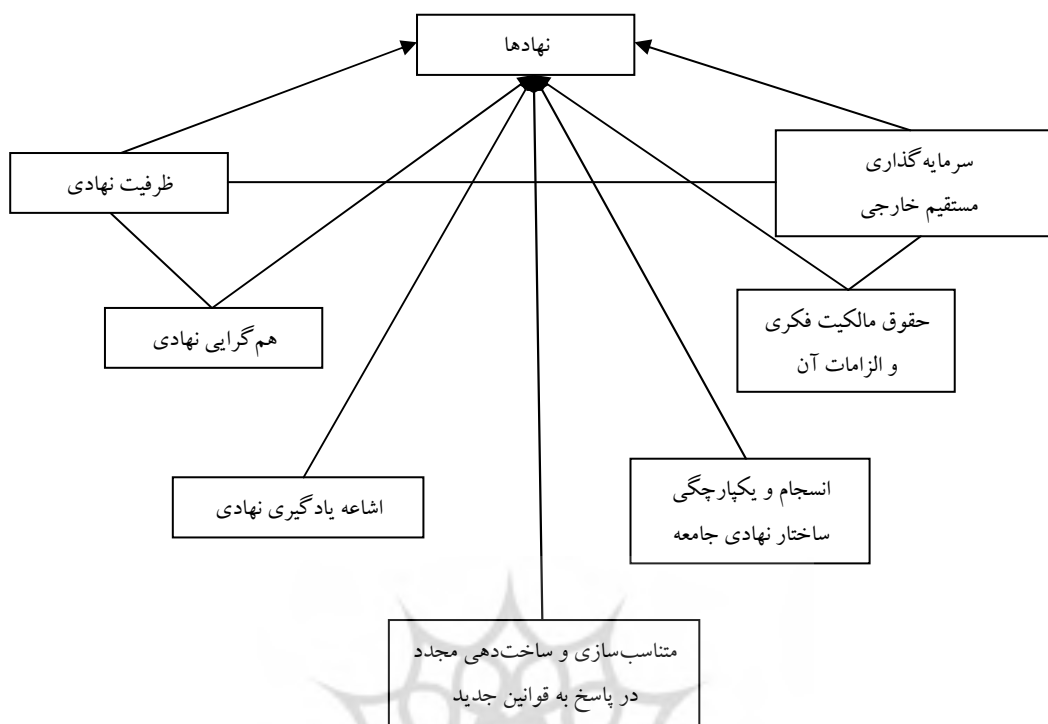 نهادها
سرمایه‌گذاری
مستقیم خارجی
ظرفیت نهادی
حقوق مالکیت فکری
و الزامات آن
هم‌گرایی نهادی
انسجام و یکپارچگی
ساختار نهادی جامعه
اشاعه یادگیری نهادی
متناسب‌سازی و ساخت‌دهی مجدد
در پاسخ به قوانین جدید